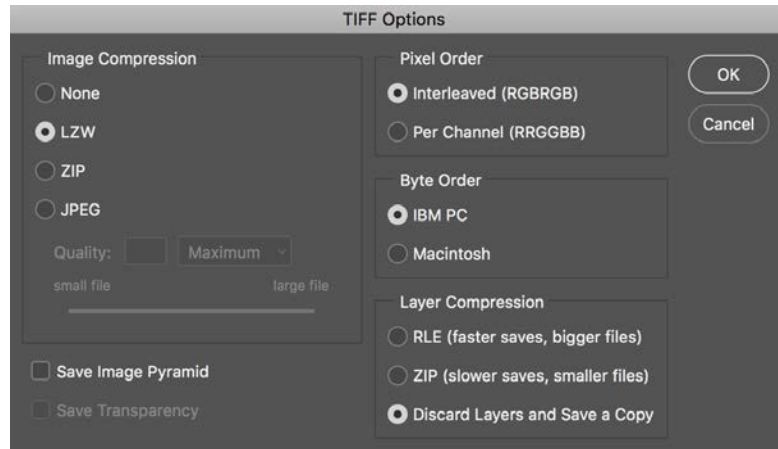 TIFF Options
Image Compression
None
LZW
ZIP
JPEG
Quality: Maximum
small file large file
Save Image Pyramid
Save Transparency
Pixel Order
Interleaved (RGBRGB)
Per Channel (RRGGBB)
Byte Order
IBM PC
Macintosh
Layer Compression
RLE (faster saves, bigger files)
ZIP (slower saves, smaller files)
Discard Layers and Save a Copy
OK
Cancel